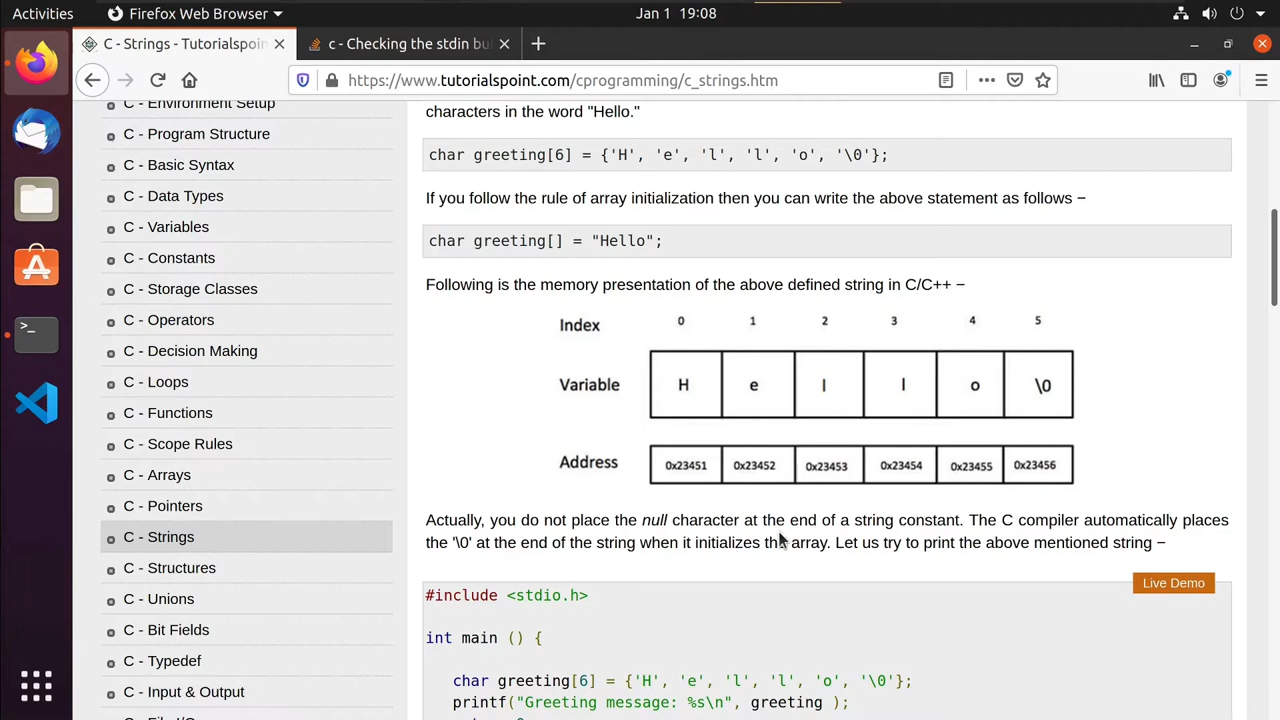 Activities
Firefox Web Browser
Jan 1 19:08
C - Strings - Tutorialspoin
c - Checking the stdin bu
https://www.tutorialspoint.com/cprogramming/c_strings.htm
C - Environment Setup
C - Program Structure
C - Basic Syntax
C - Data Types
C - Variables
C - Constants
C - Storage Classes
C - Operators
C - Decision Making
C - Loops
C - Functions
C - Scope Rules
C - Arrays
C - Pointers
C - Strings
C - Structures
C - Unions
C - Bit Fields
C - Typedef
C - Input & Output
characters in the word "Hello."
char greeting[6] = {'H', 'e', 'l', 'l', 'o', '\0'};
If you follow the rule of array initialization then you can write the above statement as follows −
char greeting[] = "Hello";
Following is the memory presentation of the above defined string in C/C++ −
Index 0 1 2 3 4 5
Variable H e l l o \0
Address 0x23451 0x23452 0x23453 0x23454 0x23455 0x23456
Actually, you do not place the null character at the end of a string constant. The C compiler automatically places
the '\0' at the end of the string when it initializes the array. Let us try to print the above mentioned string −
Live Demo
#include <stdio.h>
int main () {
char greeting[6] = {'H', 'e', 'l', 'l', 'o', '\0'};
printf("Greeting message: %s\n", greeting );